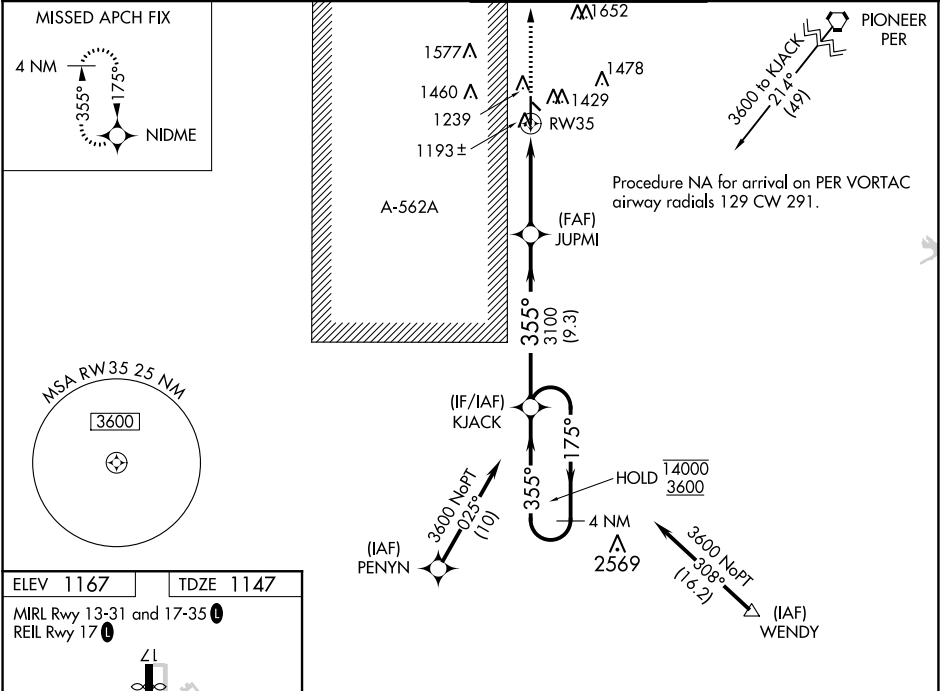 MISSED APCH FIX
4 NM
355°
175°
NIDME
1652
1577
1478
1460
1429
1239
RW35
1193±
A-562A
PIONEER
PER
3600 to KJACK
214°
(49)
Procedure NA for arrival on PER VORTAC
airway radials 129 CW 291.
(FAF)
JUPMI
355°
3100
(9.3)
MSA RW35 25 NM
3600
(IF/IAF)
KJACK
355°
175°
HOLD
14000
3600
4 NM
2569
3600 NoPT
025°
(10)
(IAF)
PENYN
3600 NoPT
308°
(16.2)
(IAF)
WENDY
ELEV 1167
TDZE 1147
MIRL Rwy 13-31 and 17-35 L
REIL Rwy 17 L
17